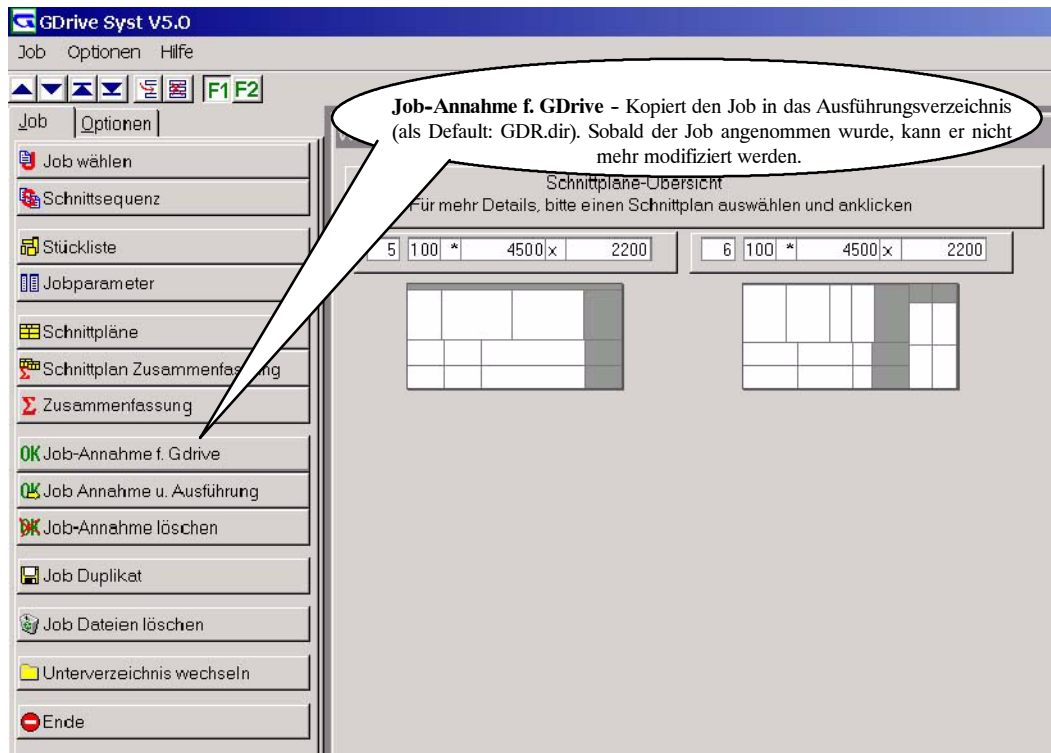 GDrive Syst V5.0
Job Optionen Hilfe
F1 F2
Job Optionen
Job-Annahme f. GDrive - Kopiert den Job in das Ausführungsverzeichnis
(als Default: GDR.dir). Sobald der Job angenommen wurde, kann er nicht
mehr modifiziert werden.
Job wählen
Schnittsequenz
Stückliste
Jobparameter
Schnittpläne
Schnittplan Zusammenfassung
Zusammenfassung
OK Job-Annahme f. Gdrive
OK Job Annahme u. Ausführung
OK Job-Annahme löschen
Job Duplikat
Job Dateien löschen
Unterverzeichnis wechseln
Ende
Schnittpläne-Übersicht
Für mehr Details, bitte einen Schnittplan auswählen und anklicken
5 100 * 4500 x 2200
6 100 * 4500 x 2200